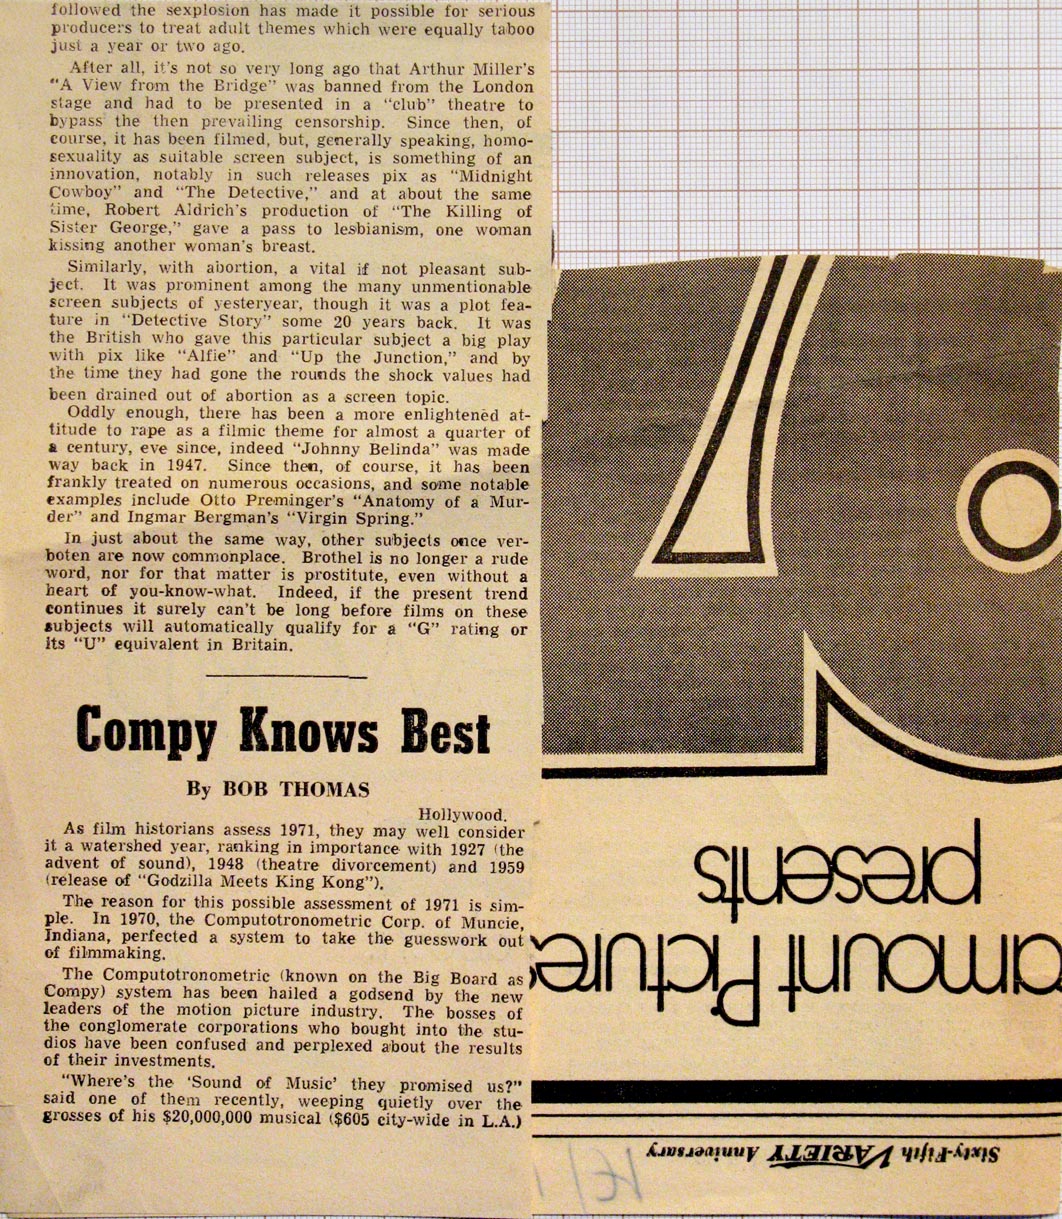 followed the sexplosion has made it possible for serious
producers to treat adult themes which were equally taboo
just a year or two ago.
After all, it's not so very long ago that Arthur Miller's
"A View from the Bridge" was banned from the London
stage and had to be presented in a "club" theatre to
bypass the then prevailing censorship. Since then, of
course, it has been filmed, but, generally speaking, homo-
sexuality as suitable screen subject, is something of an
innovation, notably in such releases pix as "Midnight
Cowboy" and "The Detective," and at about the same
time, Robert Aldrich's production of "The Killing of
Sister George," gave a pass to lesbianism, one woman
kissing another woman's breast.
Similarly, with abortion, a vital if not pleasant sub-
ject. It was prominent among the many unmentionable
screen subjects of yesteryear, though it was a plot fea-
ture in "Detective Story" some 20 years back. It was
the British who gave this particular subject a big play
with pix like "Alfie" and "Up the Junction," and by
the time they had gone the rounds the shock values had
been drained out of abortion as a screen topic.
Oddly enough, there has been a more enlightened at-
titude to rape as a filmic theme for almost a quarter of
a century, eve since, indeed "Johnny Belinda" was made
way back in 1947. Since then, of course, it has been
frankly treated on numerous occasions, and some notable
examples include Otto Preminger's "Anatomy of a Mur-
der" and Ingmar Bergman's "Virgin Spring."
In just about the same way, other subjects once ver-
boten are now commonplace. Brothel is no longer a rude
word, nor for that matter is prostitute, even without a
heart of you-know-what. Indeed, if the present trend
continues it surely can't be long before films on these
subjects will automatically qualify for a "G" rating or
its "U" equivalent in Britain.
Compy Knows Best
By BOB THOMAS
Hollywood.
As film historians assess 1971, they may well consider
it a watershed year, ranking in importance with 1927 (the
advent of sound), 1948 (theatre divorcement) and 1959
(release of "Godzilla Meets King Kong").
The reason for this possible assessment of 1971 is sim-
ple. In 1970, the Computotronometric Corp. of Muncie,
Indiana, perfected a system to take the guesswork out
of filmmaking.
The Computotronometric (known on the Big Board as
Compy) system has been hailed a godsend by the new
leaders of the motion picture industry. The bosses of
the conglomerate corporations who bought into the stu-
dios have been confused and perplexed about the results
of their investments.
"Where's the 'Sound of Music' they promised us?"
said one of them recently, weeping quietly over the
grosses of his $20,000,000 musical ($605 city-wide in L.A.)
Sixty-Fifth VARIETY Anniversary
amount Picture
presents